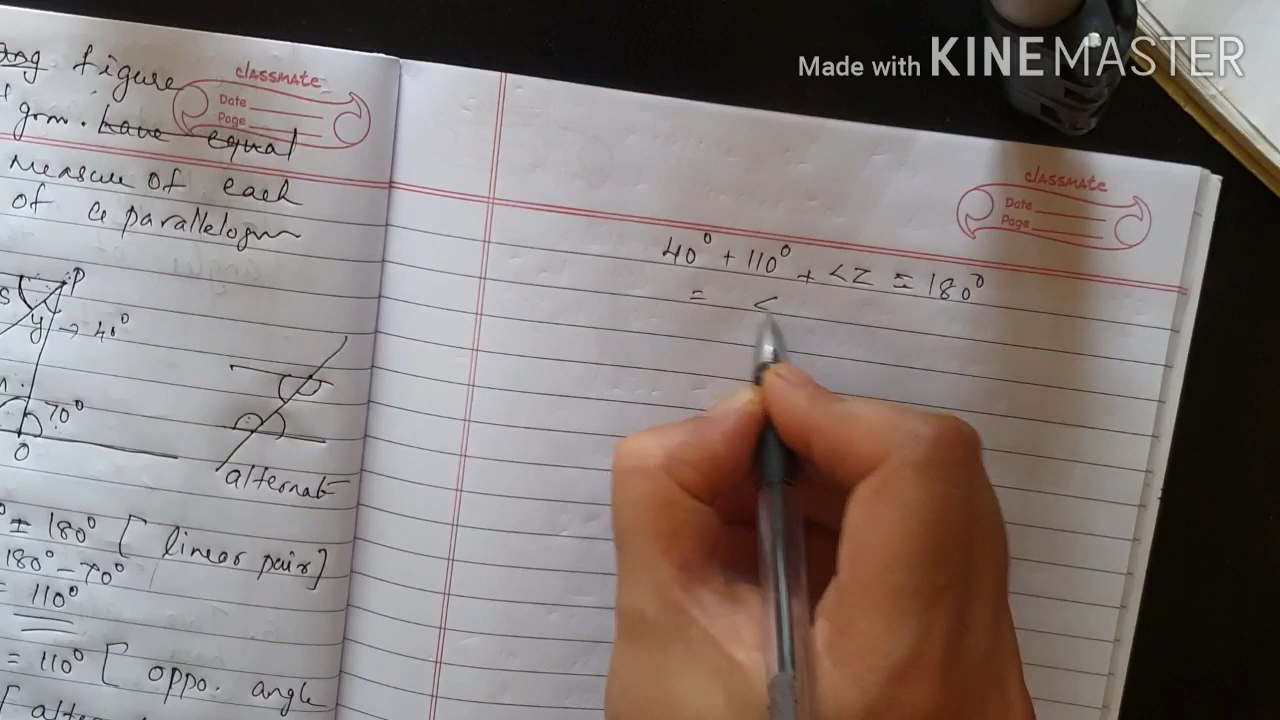 Made with KINEMASTER
figure
classmate
Date
Page
gm. have equal
Measure of each
of a parallelogm
P
S
y → 40°
70°
O
alternate
= 180° [ linear pair]
180° - 70°
= 110°
= 110° [ oppo. angle
classmate
Date
Page
40° + 110° + <Z = 180°
= <